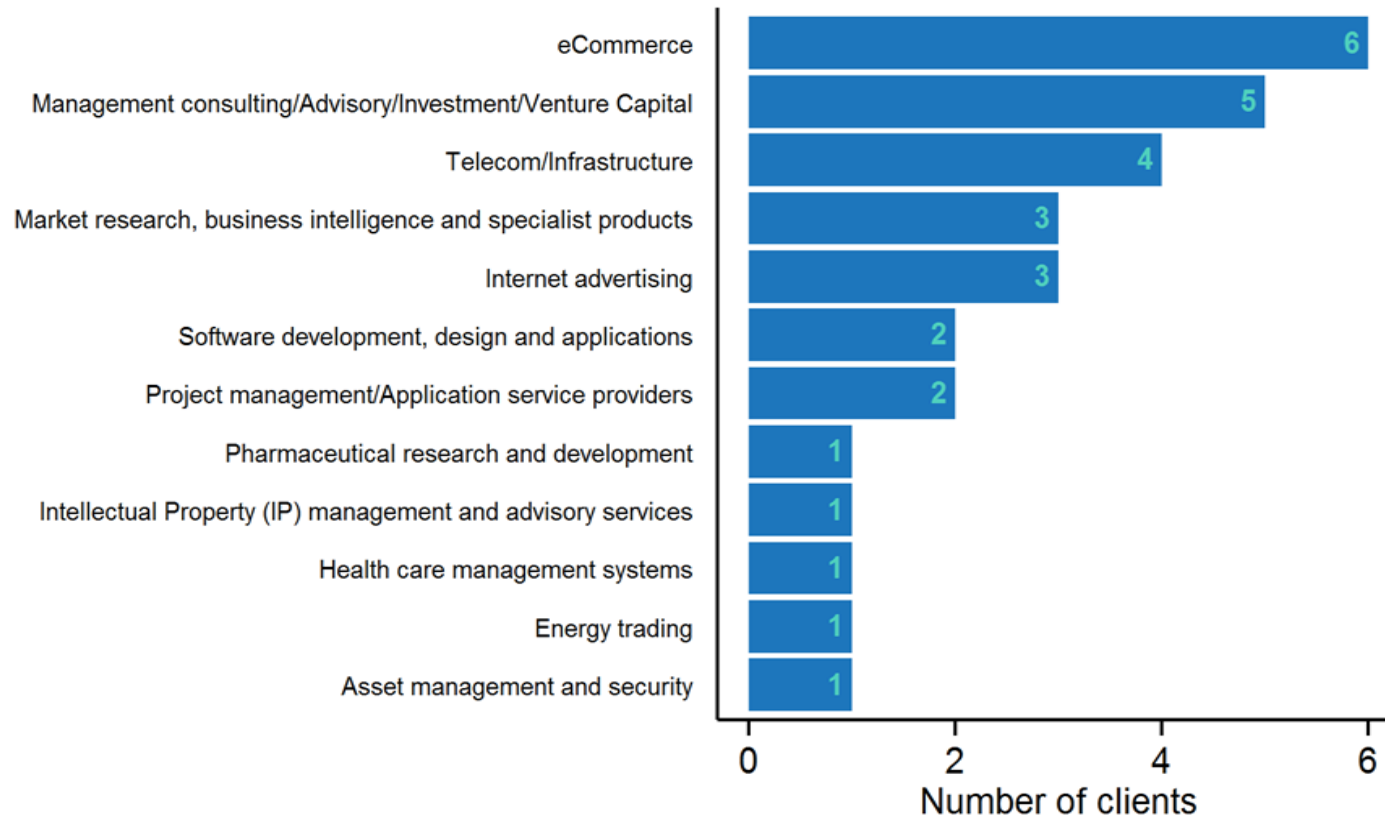 eCommerce 6
Management consulting/Advisory/Investment/Venture Capital 5
Telecom/Infrastructure 4
Market research, business intelligence and specialist products 3
Internet advertising 3
Software development, design and applications 2
Project management/Application service providers 2
Pharmaceutical research and development 1
Intellectual Property (IP) management and advisory services 1
Health care management systems 1
Energy trading 1
Asset management and security 1
0 2 4 6
Number of clients